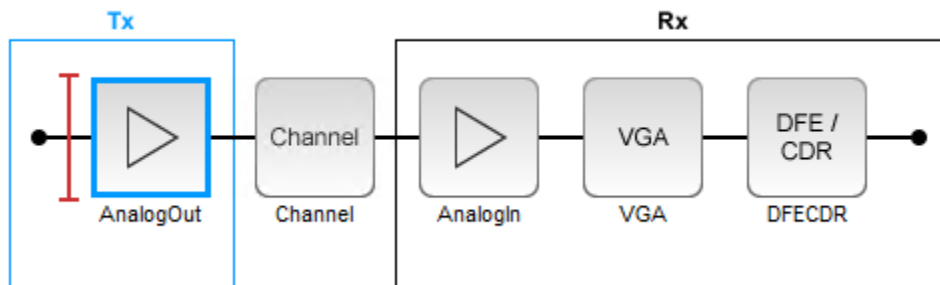 Tx
Rx
Channel
VGA
DFE /
CDR
AnalogOut
Channel
AnalogIn
VGA
DFECDR